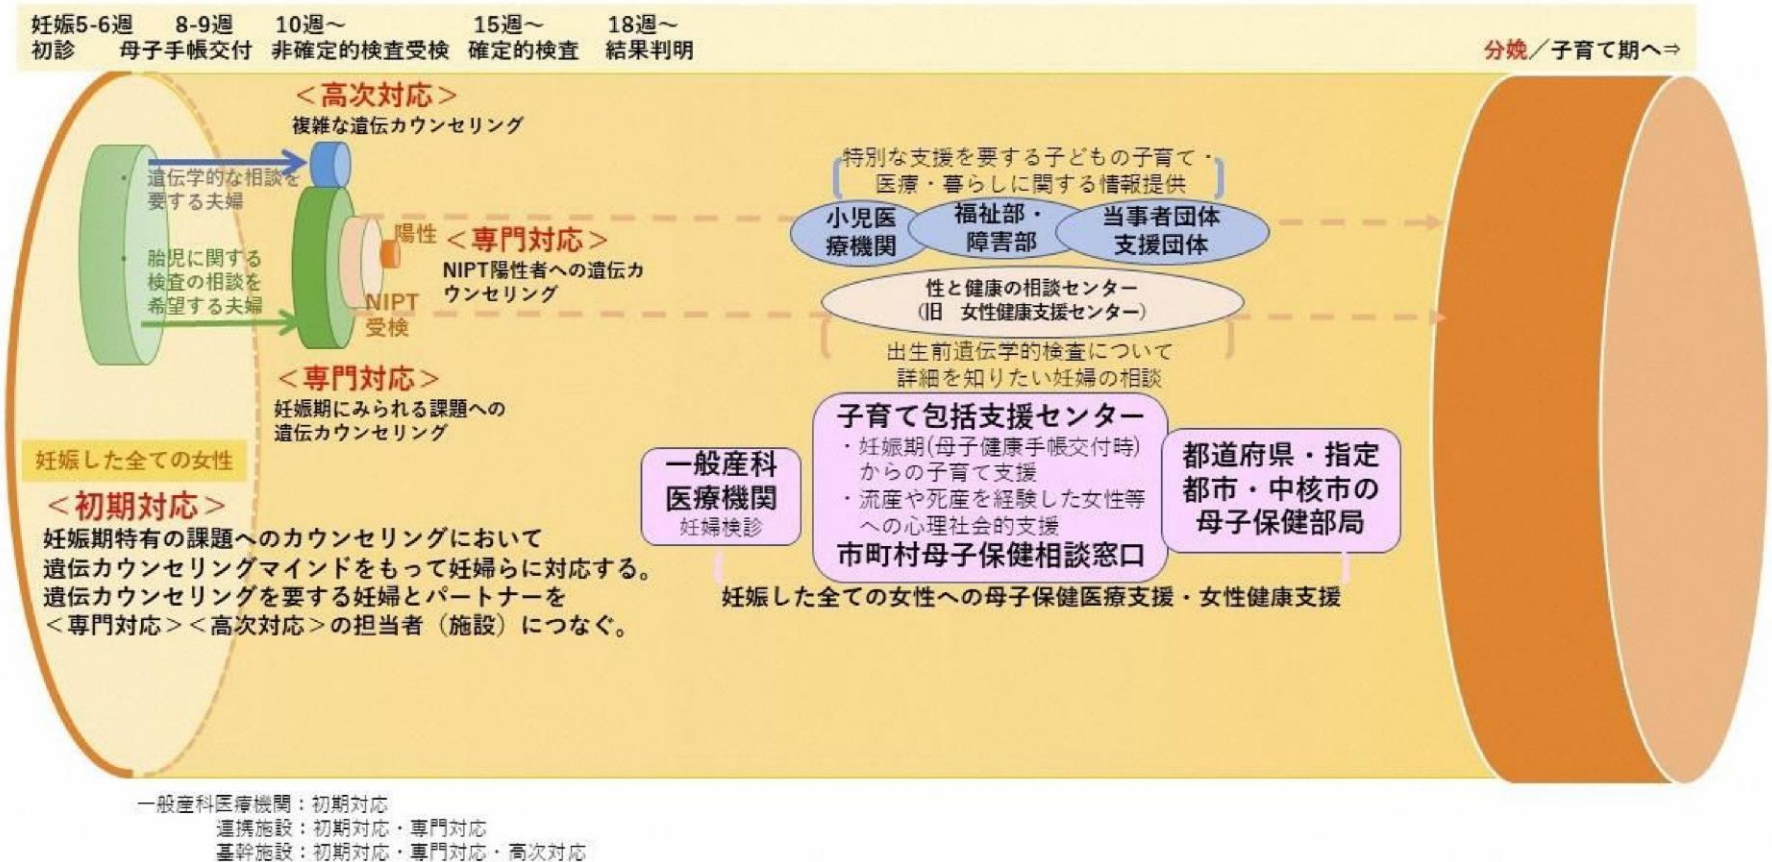 妊娠5-6週 8-9週 10週～ 15週～ 18週～
初診 母子手帳交付 非確定的検査受検 確定的検査 結果判明 分娩／子育て期へ⇒
＜高次対応＞
複雑な遺伝カウンセリング
・ 遺伝学的な相談を
要する夫婦
・ 胎児に関する
検査の相談を
希望する夫婦
陽性
NIPT
受検
＜専門対応＞
NIPT陽性者への遺伝カ
ウンセリング
＜専門対応＞
妊娠期にみられる課題への
遺伝カウンセリング
特別な支援を要する子どもの子育て・
医療・暮らしに関する情報提供
小児医
療機関
福祉部・
障害部
当事者団体
支援団体
性と健康の相談センター
（旧 女性健康支援センター）
出生前遺伝学的検査について
詳細を知りたい妊婦の相談
妊娠した全ての女性
＜初期対応＞
妊娠期特有の課題へのカウンセリングにおいて
遺伝カウンセリングマインドをもって妊婦らに対応する。
遺伝カウンセリングを要する妊婦とパートナーを
＜専門対応＞＜高次対応＞の担当者（施設）につなぐ。
一般産科
医療機関
妊婦検診
子育て包括支援センター
・妊娠期(母子健康手帳交付時)
からの子育て支援
・流産や死産を経験した女性等
への心理社会的支援
市町村母子保健相談窓口
都道府県・指定
都市・中核市の
母子保健部局
妊娠した全ての女性への母子保健医療支援・女性健康支援
一般産科医療機関：初期対応
連携施設：初期対応・専門対応
基幹施設：初期対応・専門対応・高次対応